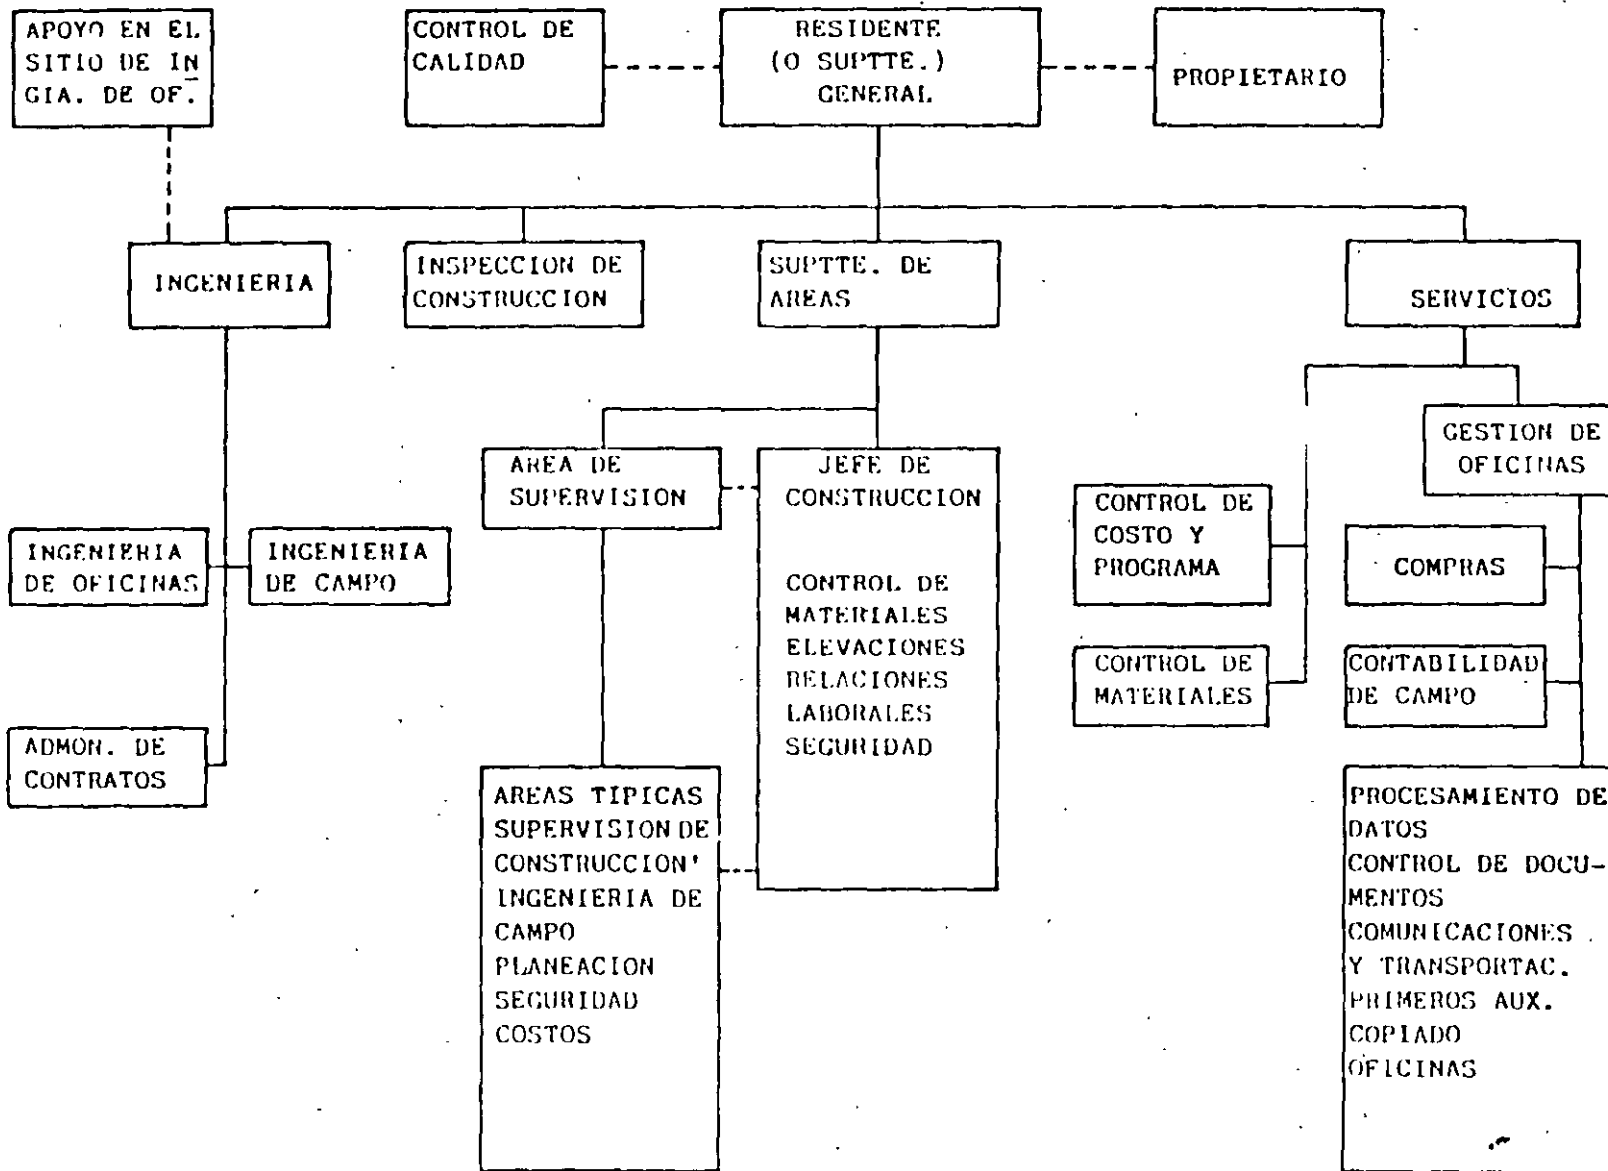 APOYO EN EL
SITIO DE IN
GIA. DE OF.
CONTROL DE
CALIDAD
RESIDENTE
(O SUPTTE.)
GENERAL
PROPIETARIO
INGENIERIA
INSPECCION DE
CONSTRUCCION
SUPTTE. DE
AREAS
SERVICIOS
GESTION DE
OFICINAS
AREA DE
SUPERVISION
JEFE DE
CONSTRUCCION
CONTROL DE
MATERIALES
ELEVACIONES
RELACIONES
LABORALES
SEGURIDAD
CONTROL DE
COSTO Y
PROGRAMA
COMPRAS
INGENIERIA
DE OFICINAS
INGENIERIA
DE CAMPO
CONTROL DE
MATERIALES
CONTABILIDAD
DE CAMPO
ADMON. DE
CONTRATOS
AREAS TIPICAS
SUPERVISION DE
CONSTRUCCION'
INGENIERIA DE
CAMPO
PLANEACION
SEGURIDAD
COSTOS
PROCESAMIENTO DE
DATOS
CONTROL DE DOCU-
MENTOS
COMUNICACIONES
Y TRANSPORTAC.
PRIMEROS AUX.
COPIADO
OFICINAS